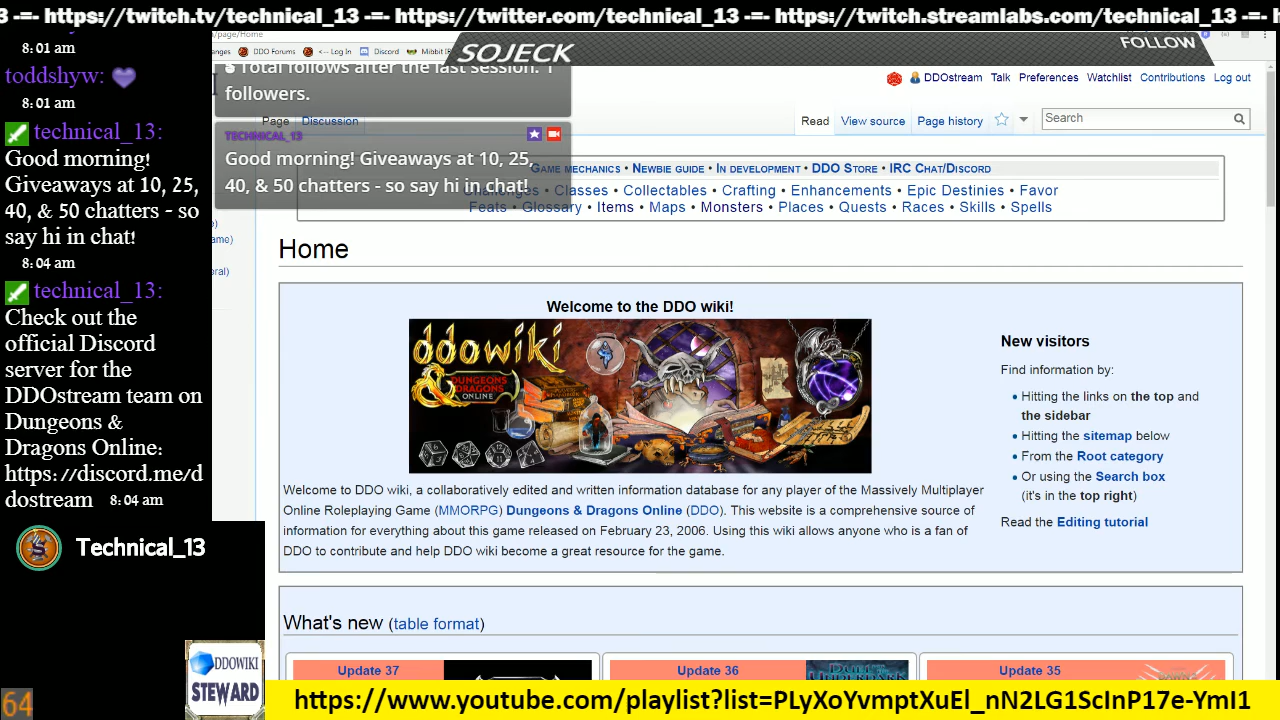 3 -=- https://twitch.tv/technical_13 -=- https://twitter.com/technical_13 -=- https://twitch.streamlabs.com/technical_13 -=- h
8:01 am
toddshyw: 💜
8:01 am
technical_13:
Good morning!
Giveaways at 10, 25,
40, & 50 chatters - so
say hi in chat!
8:04 am
technical_13:
Check out the
official Discord
server for the
DDOstream team on
Dungeons &
Dragons Online:
https://discord.me/d
dostream 8:04 am
Technical_13
DDOWIKI
STEWARD
64
page/Home
anges DDO Forums <-- Log In Discord
SOJECK
FOLLOW
Total follows after the last session: 1
followers.
TECHNICAL_13
Good morning! Giveaways at 10, 25,
40, & 50 chatters - so say hi in chat!
DDOstream Talk Preferences Watchlist Contributions Log out
Page Discussion
Read View source Page history
Search
Game mechanics • Newbie guide • In development • DDO Store • IRC Chat/Discord
Challenges • Classes • Collectables • Crafting • Enhancements • Epic Destinies • Favor
Feats • Glossary • Items • Maps • Monsters • Places • Quests • Races • Skills • Spells
ame)
oral)
Home
Welcome to the DDO wiki!
ddowiki
DUNGEONS
DRAGONS
ONLINE
Welcome to DDO wiki, a collaboratively edited and written information database for any player of the Massively Multiplayer
Online Roleplaying Game (MMORPG) Dungeons & Dragons Online (DDO). This website is a comprehensive source of
information for everything about this game released on February 23, 2006. Using this wiki allows anyone who is a fan of
DDO to contribute and help DDO wiki become a great resource for the game.
New visitors
Find information by:
• Hitting the links on the top and
the sidebar
• Hitting the sitemap below
• From the Root category
• Or using the Search box
(it's in the top right)
Read the Editing tutorial
What's new (table format)
Update 37
Update 36
Update 35
https://www.youtube.com/playlist?list=PLyXoYvmptXuEl_nN2LG1ScInP17e-YmI1